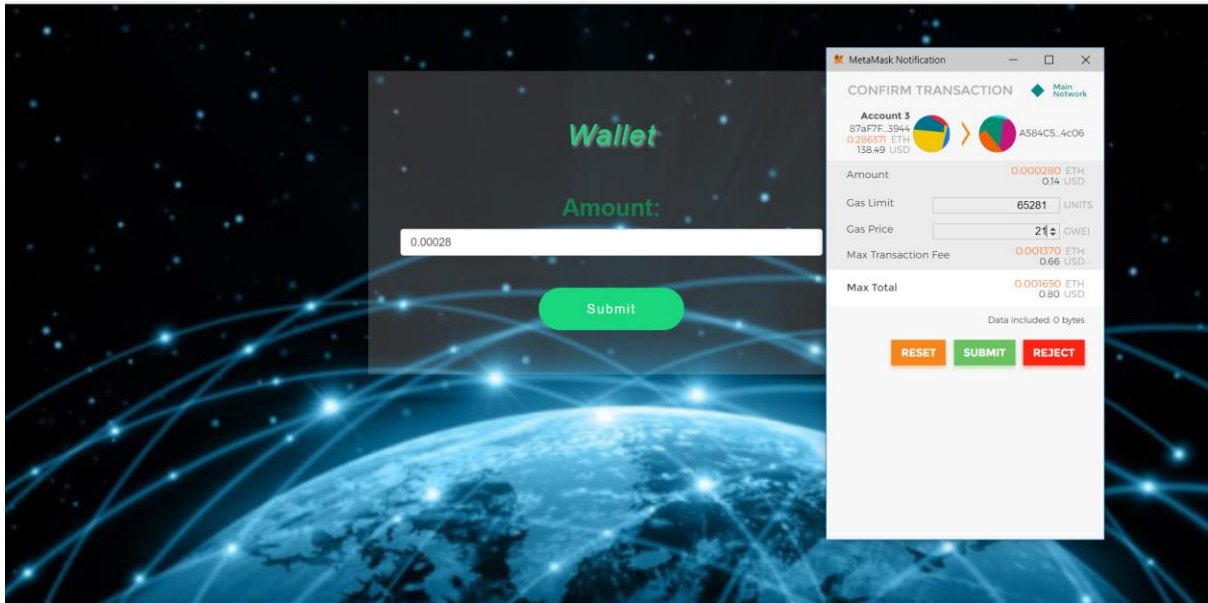 Wallet
Amount:
0.00028
Submit
MetaMask Notification
CONFIRM TRANSACTION
Main
Network
Account 3
87aF7F...3944
0.286371 ETH
138.49 USD
A584C5...4c06
Amount 0.000280 ETH
0.14 USD
Gas Limit 65281 UNITS
Gas Price 21 GWEI
Max Transaction Fee 0.001370 ETH
0.66 USD
Max Total 0.001650 ETH
0.80 USD
Data included: 0 bytes
RESET SUBMIT REJECT